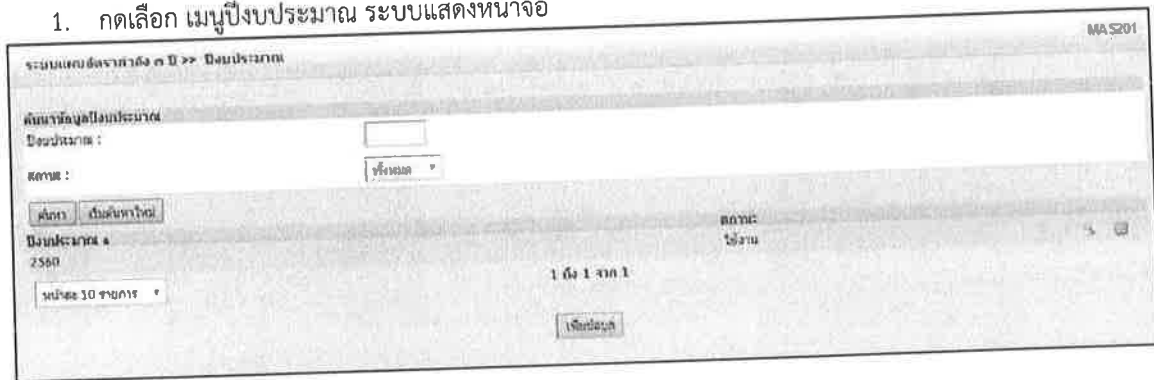 1. กดเลือก เมนูปีงบประมาณ ระบบแสดงหน้าจอ
MAS201
ระบบแผนอัตรากำลัง ๓ ปี >> ปีงบประมาณ
ค้นหาข้อมูลปีงบประมาณ
ปีงบประมาณ :
สถานะ :
ทั้งหมด
ค้นหา เริ่มค้นหาใหม่
ปีงบประมาณ สถานะ
2560 ใช้งาน
1 ถึง 1 จาก 1
หน้าละ 10 รายการ
เพิ่มข้อมูล